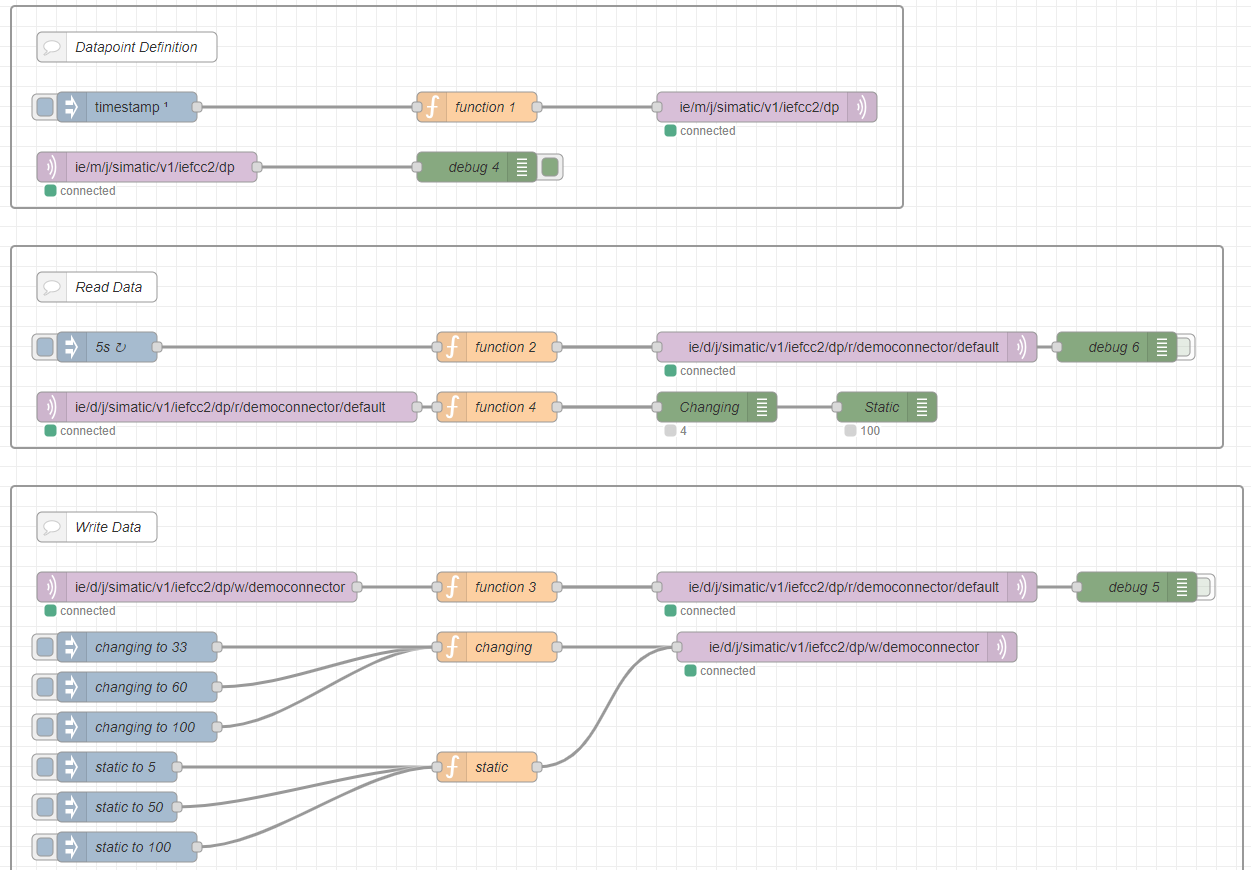 Datapoint Definition
timestamp ¹
function 1
ie/m/j/simatic/v1/iefcc2/dp
connected
ie/m/j/simatic/v1/iefcc2/dp
debug 4
connected
Read Data
5s ↻
function 2
ie/d/j/simatic/v1/iefcc2/dp/r/democonnector/default
debug 6
connected
ie/d/j/simatic/v1/iefcc2/dp/r/democonnector/default
function 4
Changing
Static
connected
4
100
Write Data
ie/d/j/simatic/v1/iefcc2/dp/w/democonnector
function 3
ie/d/j/simatic/v1/iefcc2/dp/r/democonnector/default
debug 5
connected
connected
changing to 33
changing
ie/d/j/simatic/v1/iefcc2/dp/w/democonnector
connected
changing to 60
changing to 100
static to 5
static
static to 50
static to 100